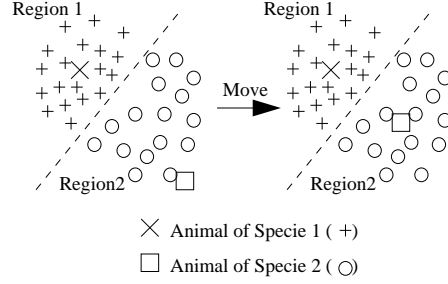 Region 1
Region 1
Move
Region2
Region2
Animal of Specie 1 ( + )
Animal of Specie 2 ( O )